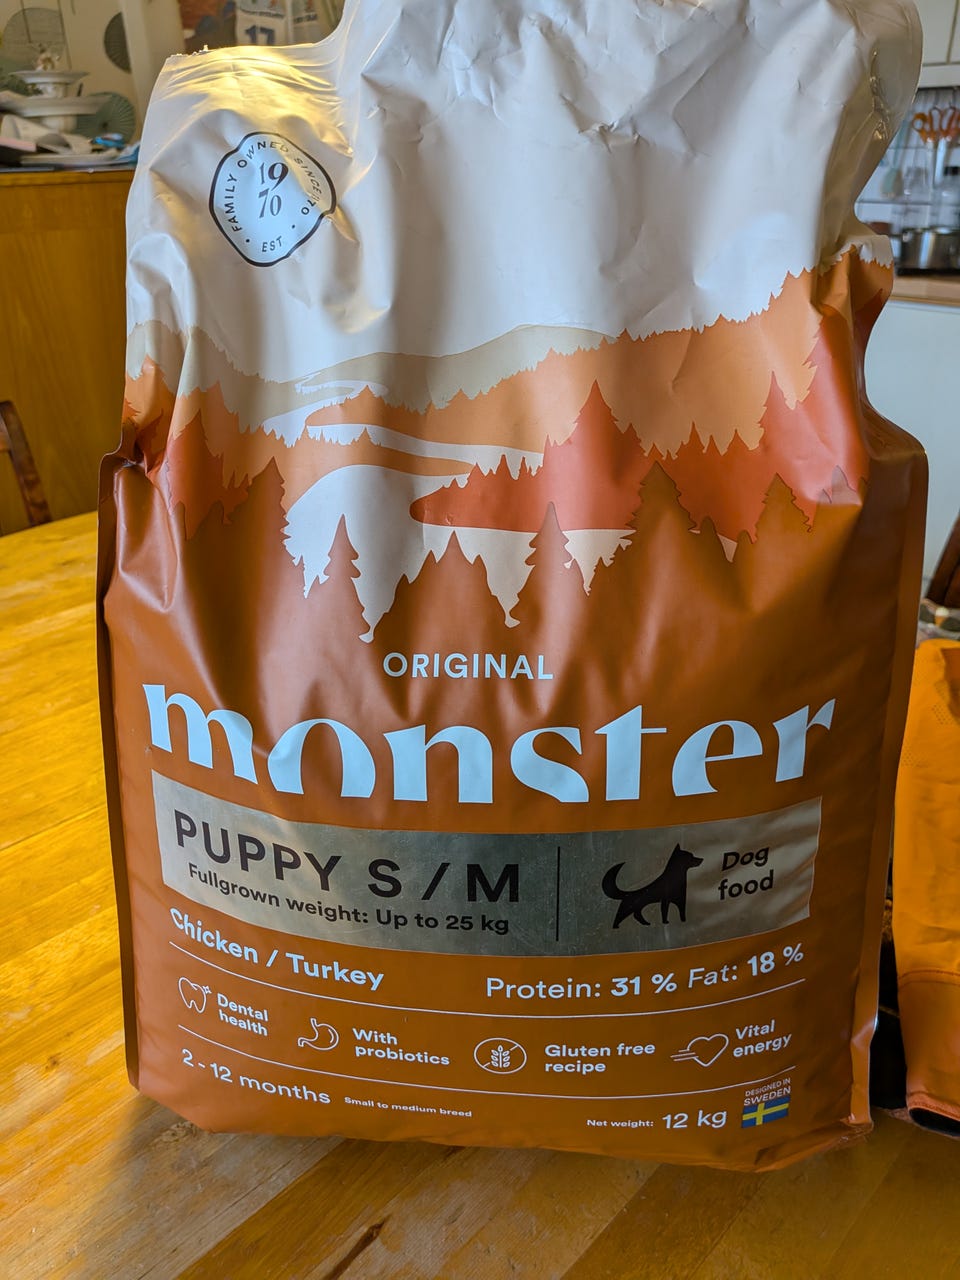 17
FAMILY OWNED SINCE 1970
19
70
· EST ·
ORIGINAL
monster
PUPPY S / M
Fullgrown weight: Up to 25 kg
Dog
food
Chicken / Turkey
Protein: 31 % Fat: 18 %
Dental
health
With
probiotics
Gluten free
recipe
Vital
energy
2 - 12 months
Small to medium breed
Net weight: 12 kg
DESIGNED IN
SWEDEN